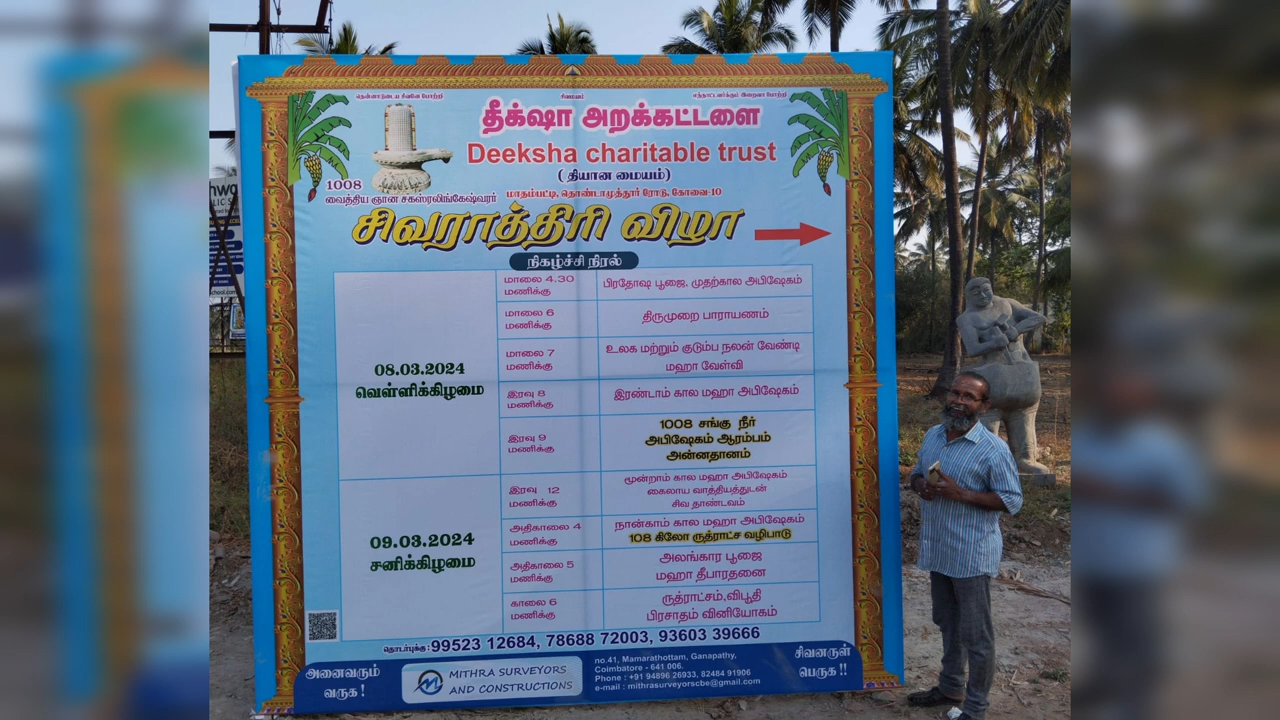 தென்னாடுடைய சிவனே போற்றி
சிவமயம்
எந்நாட்டவர்க்கும் இறைவா போற்றி
தீக்ஷா அறக்கட்டளை
Deeksha charitable trust
( தியான மையம்)
மாதம்பட்டி, தொண்டாமுத்தூர் ரோடு, கோவை-10
1008
வைத்திய ஞான சகஸ்ரலிங்கேஷ்வரர்
சிவராத்திரி விழா
நிகழ்ச்சி நிரல்
08.03.2024
வெள்ளிக்கிழமை
மாலை 4.30
மணிக்கு
பிரதோஷ பூஜை, முதற்கால அபிஷேகம்
மாலை 6
மணிக்கு
திருமுறை பாராயணம்
மாலை 7
மணிக்கு
உலக மற்றும் குடும்ப நலன் வேண்டி
மஹா வேள்வி
இரவு 8
மணிக்கு
இரண்டாம் கால மஹா அபிஷேகம்
இரவு 9
மணிக்கு
1008 சங்கு நீர்
அபிஷேகம் ஆரம்பம்
அன்னதானம்
09.03.2024
சனிக்கிழமை
இரவு 12
மணிக்கு
மூன்றாம் கால மஹா அபிஷேகம்
கைலாய வாத்தியத்துடன்
சிவ தாண்டவம்
அதிகாலை 4
மணிக்கு
நான்காம் கால மஹா அபிஷேகம்
108 கிலோ ருத்ராட்ச வழிபாடு
அதிகாலை 5
மணிக்கு
அலங்கார பூஜை
மஹா தீபாரதனை
காலை 6
மணிக்கு
ருத்ராட்சம்,விபூதி
பிரசாதம் வினியோகம்
தொடர்புக்கு: 99523 12684, 78688 72003, 93603 39666
அனைவரும்
வருக !
MITHRA SURVEYORS
AND CONSTRUCTIONS
no.41, Mamarathottam, Ganapathy,
Coimbatore - 641 006.
Phone : +91 94896 26933, 82484 91906
e-mail : mithrasurveyorscbe@gmail.com
சிவனருள்
பெருக !!